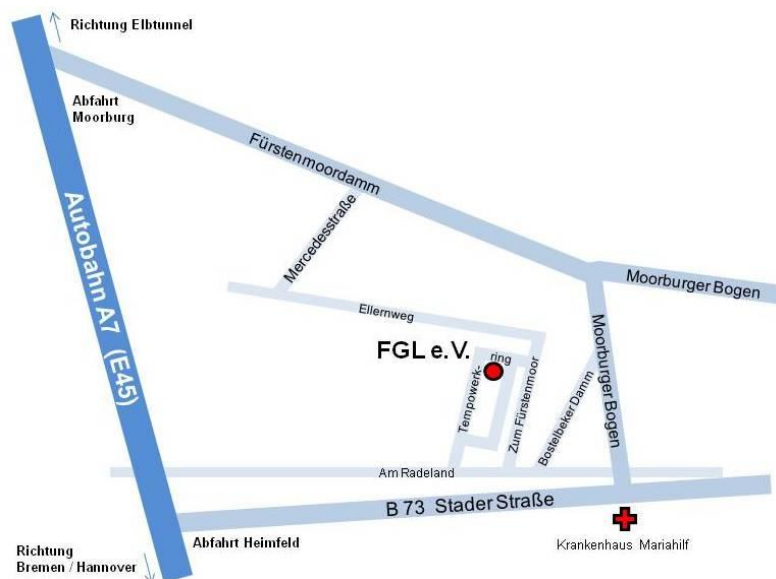 Richtung Elbtunnel
Abfahrt
Moorburg
Fürstenmoordamm
Autobahn A7 (E45)
Mercedesstraße
Moorburger Bogen
Ellernweg
Moorburger Bogen
FGL e.V.
ring
Tempowerk-
Zum Fürstenmoor
Bostelbeker Damm
Am Radeland
B 73 Stader Straße
Abfahrt Heimfeld
Krankenhaus Mariahilf
Richtung
Bremen / Hannover